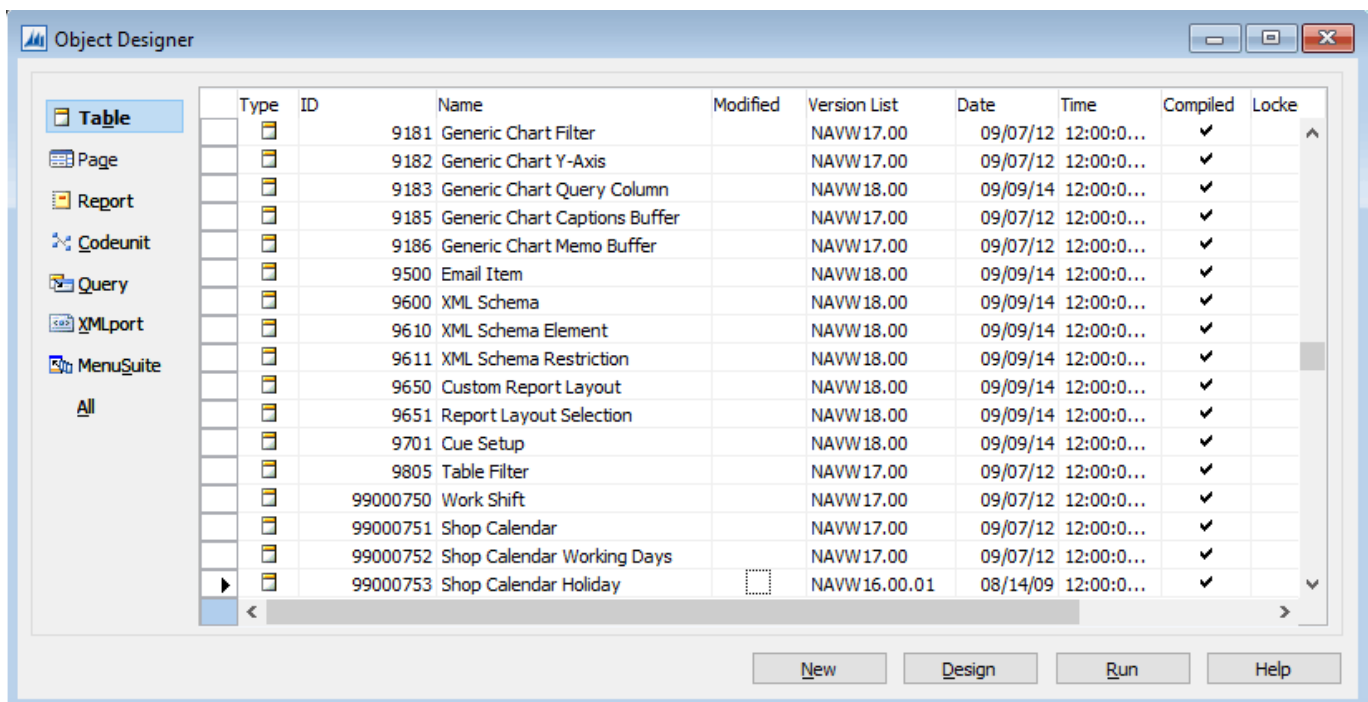 Object Designer
Type ID Name Modified Version List Date Time Compiled Locke
Table
Page
Report
Codeunit
Query
XMLport
MenuSuite
All
9181 Generic Chart Filter NAVW17.00 09/07/12 12:00:0...
9182 Generic Chart Y-Axis NAVW17.00 09/07/12 12:00:0...
9183 Generic Chart Query Column NAVW18.00 09/09/14 12:00:0...
9185 Generic Chart Captions Buffer NAVW17.00 09/07/12 12:00:0...
9186 Generic Chart Memo Buffer NAVW17.00 09/07/12 12:00:0...
9500 Email Item NAVW18.00 09/09/14 12:00:0...
9600 XML Schema NAVW18.00 09/09/14 12:00:0...
9610 XML Schema Element NAVW18.00 09/09/14 12:00:0...
9611 XML Schema Restriction NAVW18.00 09/09/14 12:00:0...
9650 Custom Report Layout NAVW18.00 09/09/14 12:00:0...
9651 Report Layout Selection NAVW18.00 09/09/14 12:00:0...
9701 Cue Setup NAVW18.00 09/09/14 12:00:0...
9805 Table Filter NAVW17.00 09/07/12 12:00:0...
99000750 Work Shift NAVW17.00 09/07/12 12:00:0...
99000751 Shop Calendar NAVW17.00 09/07/12 12:00:0...
99000752 Shop Calendar Working Days NAVW17.00 09/07/12 12:00:0...
99000753 Shop Calendar Holiday NAVW16.00.01 08/14/09 12:00:0...
New Design Run Help